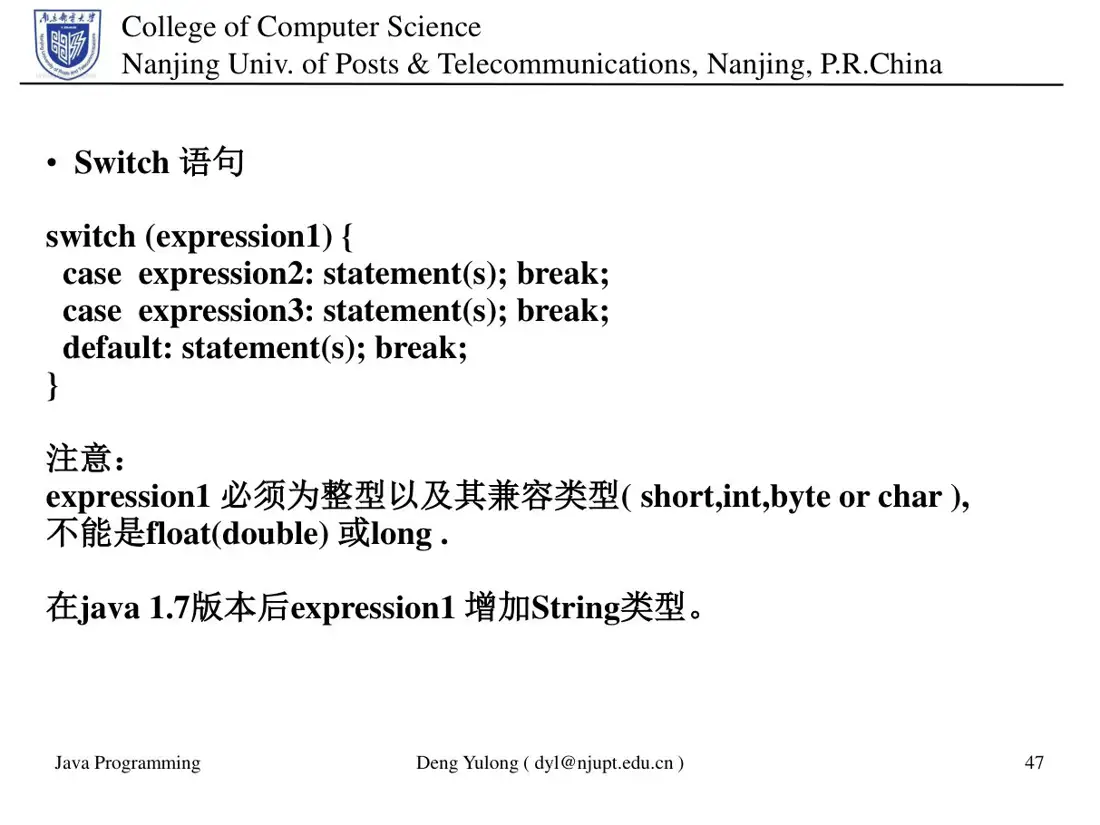 College of Computer Science
Nanjing Univ. of Posts & Telecommunications, Nanjing, P.R.China
• Switch 语句
switch (expression1) {
case expression2: statement(s); break;
case expression3: statement(s); break;
default: statement(s); break;
}
注意：
expression1 必须为整型以及其兼容类型( short,int,byte or char ),
不能是float(double) 或long .
在java 1.7版本后expression1 增加String类型。
Java Programming
Deng Yulong ( dyl@njupt.edu.cn )
47